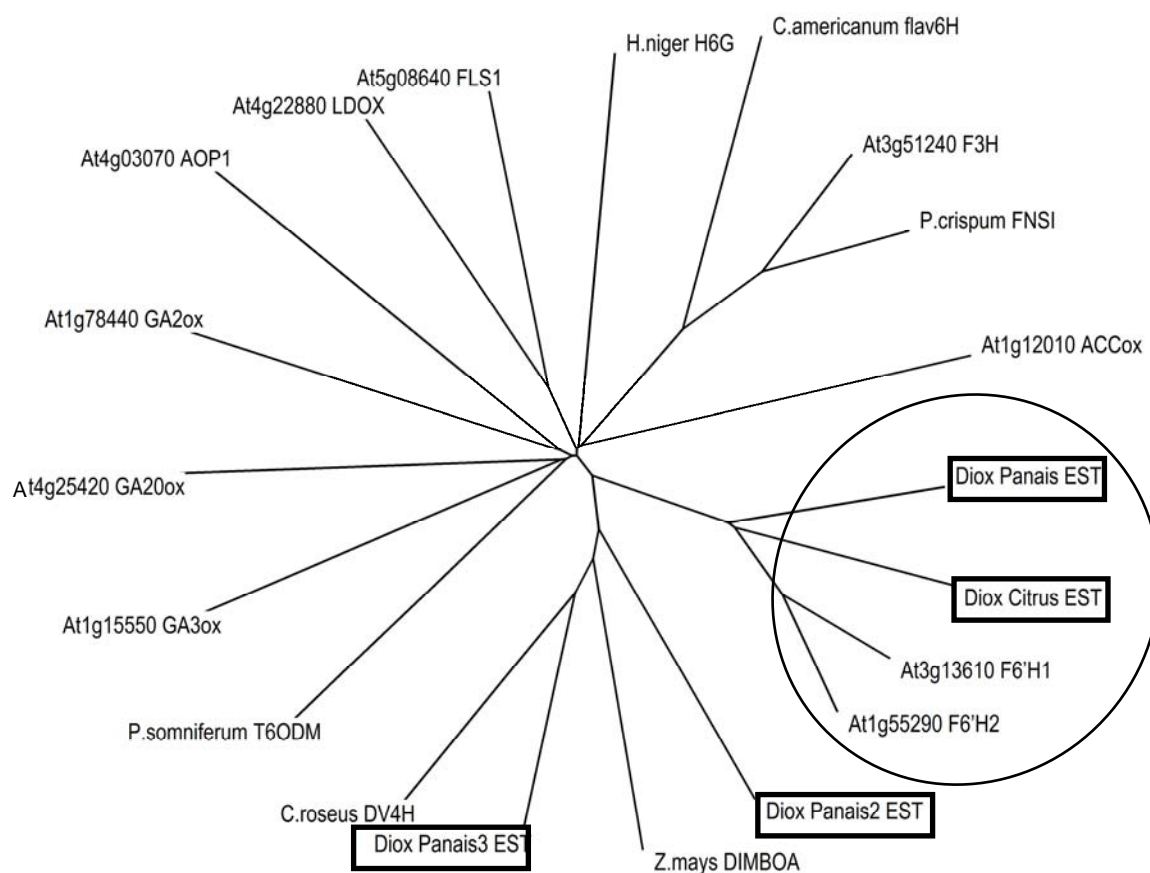 C.americanum flav6H
H.niger H6G
At5g08640 FLS1
At4g22880 LDOX
At3g51240 F3H
At4g03070 AOP1
P.crispum FNSI
At1g78440 GA2ox
At1g12010 ACCox
Diox Panais EST
At4g25420 GA20ox
Diox Citrus EST
At1g15550 GA3ox
At3g13610 F6'H1
At1g55290 F6'H2
P.somniferum T6ODM
C.roseus DV4H
Diox Panais2 EST
Diox Panais3 EST
Z.mays DIMBOA